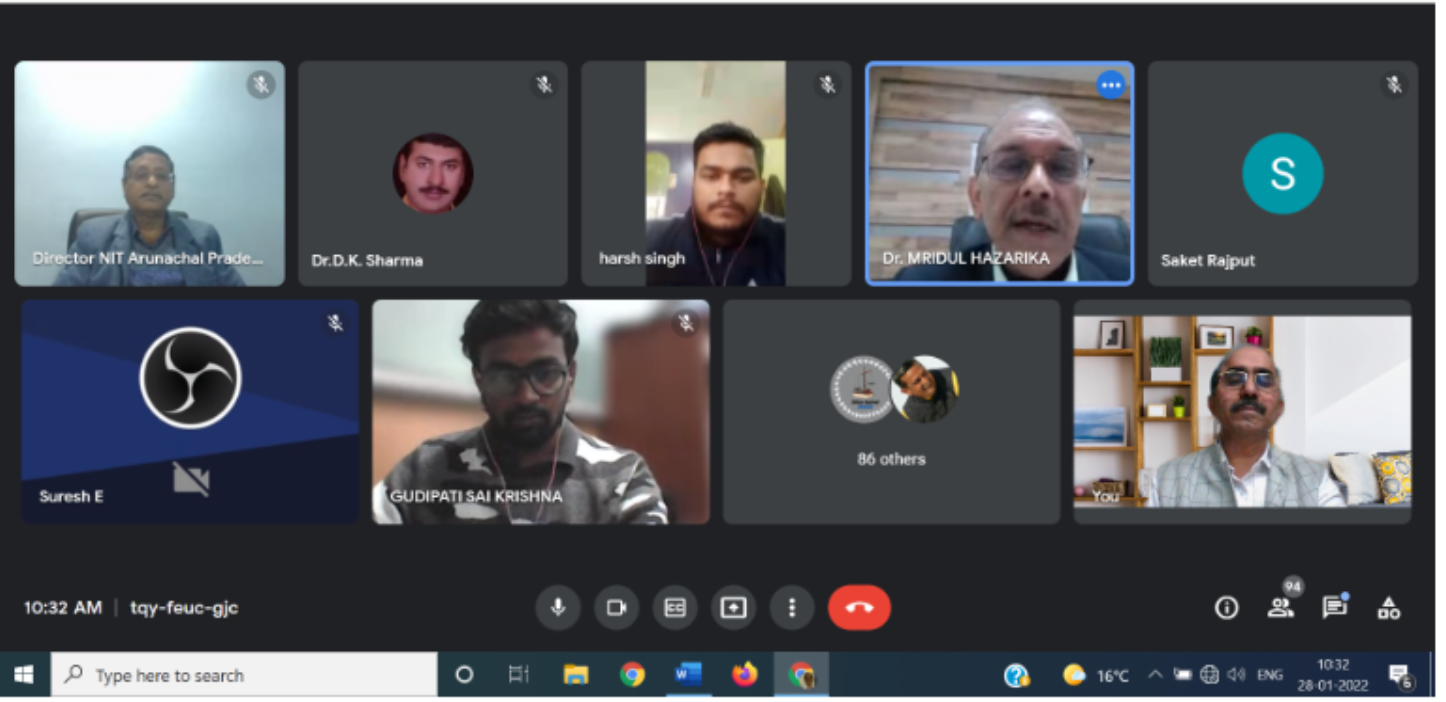 Director NIT Arunachal Prade...
Dr.D.K. Sharma
harsh singh
Dr. MRIDUL HAZARIKA
S
Saket Rajput
Suresh E
GUDIPATI SAI KRISHNA
86 others
You
10:32 AM | tqy-feuc-gjc
CC
94
Type here to search
W
16°C
ENG
10:32
28-01-2022
6